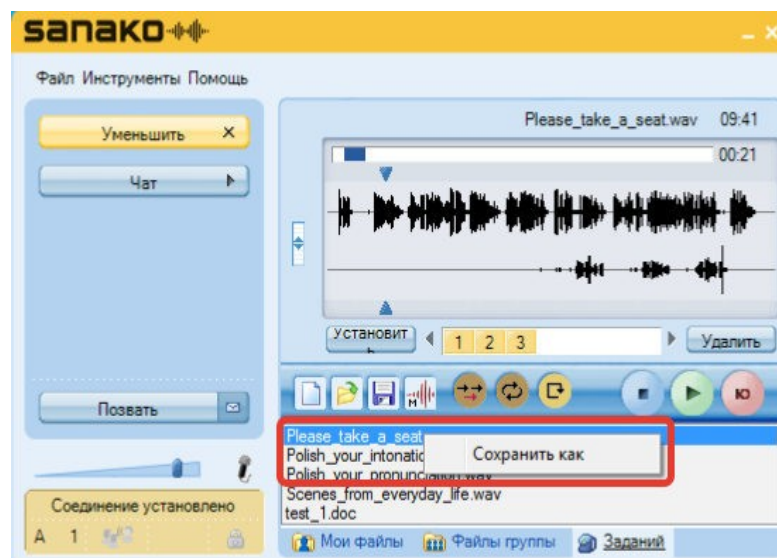 sanako
Файл Инструменты Помощь
Уменьшить X
Чат
Позвать
Соединение установлено
A 1
Please_take_a_seat.wav 09:41
00:21
Установит
ь
1 2 3
Удалить
M
ю
Please_take_a_seat
Polish_your_intonatio
Сохранить как
Polish_your_pronunciation.wav
Scenes_from_everyday_life.wav
test_1.doc
Мои файлы Файлы группы Заданий